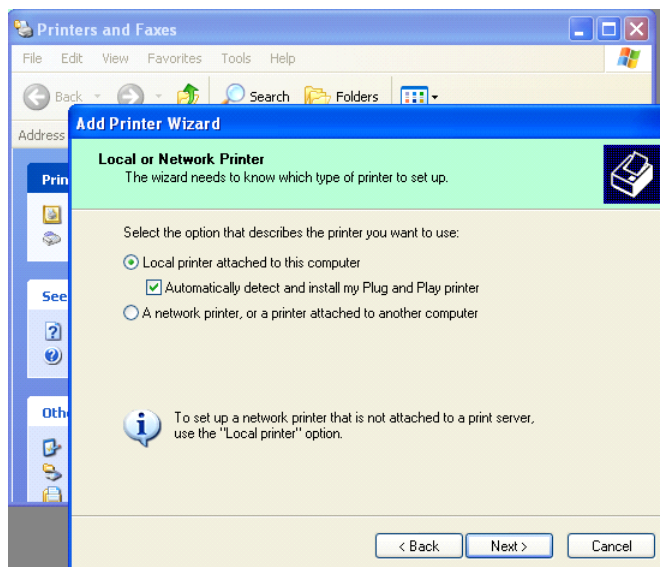 Printers and Faxes
File Edit View Favorites Tools Help
Back Search Folders
Address
Add Printer Wizard
Local or Network Printer
The wizard needs to know which type of printer to set up.
Prin
Select the option that describes the printer you want to use:
Local printer attached to this computer
Automatically detect and install my Plug and Play printer
See
A network printer, or a printer attached to another computer
Oth
To set up a network printer that is not attached to a print server,
use the "Local printer" option.
< Back Next > Cancel